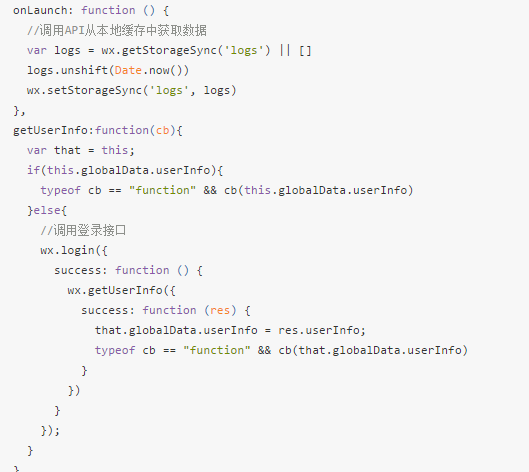 onLaunch: function () {
//调用API从本地缓存中获取数据
var logs = wx.getStorageSync('logs') || []
logs.unshift(Date.now())
wx.setStorageSync('logs', logs)
},
getUserInfo:function(cb){
var that = this;
if(this.globalData.userInfo){
typeof cb == "function" && cb(this.globalData.userInfo)
}else{
//调用登录接口
wx.login({
success: function () {
wx.getUserInfo({
success: function (res) {
that.globalData.userInfo = res.userInfo;
typeof cb == "function" && cb(that.globalData.userInfo)
}
})
}
});
}
}